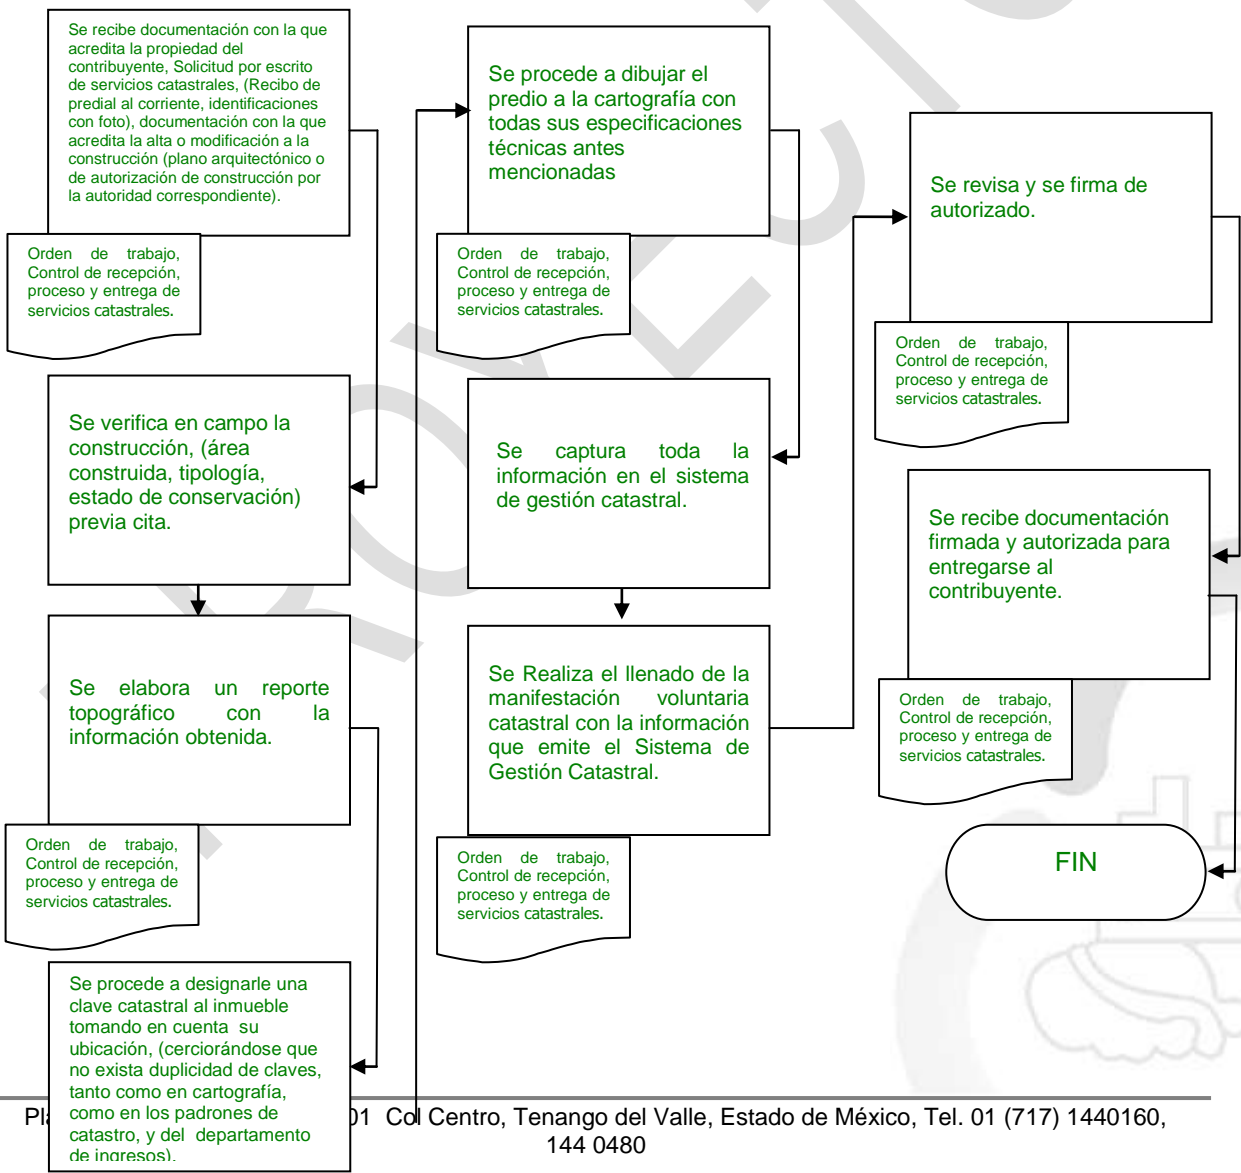 Se recibe documentación con la que
acredita la propiedad del
contribuyente, Solicitud por escrito
de servicios catastrales, (Recibo de
predial al corriente, identificaciones
con foto), documentación con la que
acredita la alta o modificación a la
construcción (plano arquitectónico o
de autorización de construcción por
la autoridad correspondiente).
Orden de trabajo,
Control de recepción,
proceso y entrega de
servicios catastrales.
Se verifica en campo la
construcción, (área
construida, tipología,
estado de conservación)
previa cita.
Se elabora un reporte
topográfico con la
información obtenida.
Orden de trabajo,
Control de recepción,
proceso y entrega de
servicios catastrales.
Se procede a designarle una
clave catastral al inmueble
tomando en cuenta su
ubicación, (cerciorándose que
no exista duplicidad de claves,
tanto como en cartografía,
como en los padrones de
catastro, y del departamento
de ingresos).
Se procede a dibujar el
predio a la cartografía con
todas sus especificaciones
técnicas antes
mencionadas
Orden de trabajo,
Control de recepción,
proceso y entrega de
servicios catastrales.
Se captura toda la
información en el sistema
de gestión catastral.
Se Realiza el llenado de la
manifestación voluntaria
catastral con la información
que emite el Sistema de
Gestión Catastral.
Orden de trabajo,
Control de recepción,
proceso y entrega de
servicios catastrales.
Se revisa y se firma de
autorizado.
Orden de trabajo,
Control de recepción,
proceso y entrega de
servicios catastrales.
Se recibe documentación
firmada y autorizada para
entregarse al
contribuyente.
Orden de trabajo,
Control de recepción,
proceso y entrega de
servicios catastrales.
FIN
01 Col Centro, Tenango del Valle, Estado de México, Tel. 01 (717) 1440160,
144 0480